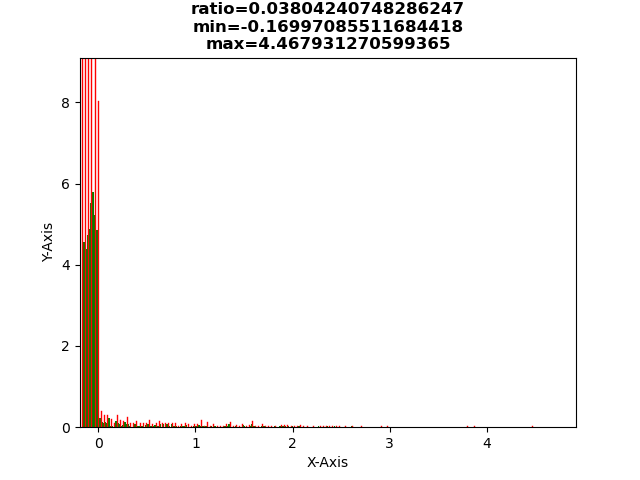 ratio=0.03804240748286247
min=-0.16997085511684418
max=4.467931270599365
8
6
4
2
0
Y-Axis
0
1
2
3
4
X-Axis